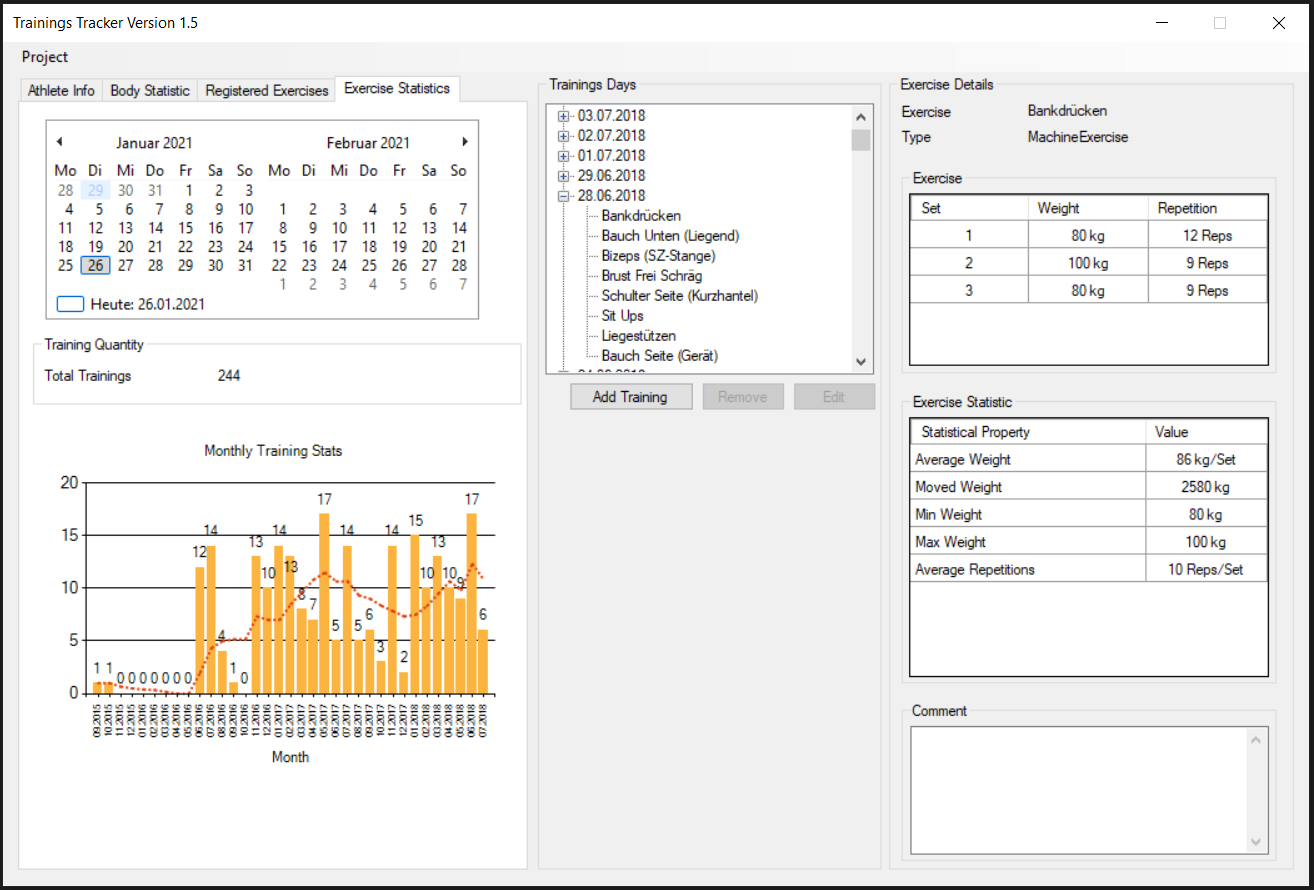 Trainings Tracker Version 1.5
Project
Athlete Info Body Statistic Registered Exercises Exercise Statistics
Januar 2021 Februar 2021
Mo Di Mi Do Fr Sa So Mo Di Mi Do Fr Sa So
28 29 30 31 1 2 3
4 5 6 7 8 9 10 1 2 3 4 5 6 7
11 12 13 14 15 16 17 8 9 10 11 12 13 14
18 19 20 21 22 23 24 15 16 17 18 19 20 21
25 26 27 28 29 30 31 22 23 24 25 26 27 28
1 2 3 4 5 6 7
Heute: 26.01.2021
Training Quantity
Total Trainings 244
Monthly Training Stats
20
15
10
5
0
1 1 0 0 0 0 0 0 0 12 14 4 1 0 13 10 14 13 8 7 17 5 14 5 6 3 14 2 15 10 13 10 9 17 6
09.2015 10.2015 11.2015 12.2015 01.2016 02.2016 03.2016 04.2016 05.2016 06.2016 07.2016 08.2016 09.2016 10.2016 11.2016 12.2016 01.2017 02.2017 03.2017 04.2017 05.2017 06.2017 07.2017 08.2017 09.2017 10.2017 11.2017 12.2017 01.2018 02.2018 03.2018 04.2018 05.2018 06.2018 07.2018
Month
Trainings Days
03.07.2018
02.07.2018
01.07.2018
29.06.2018
28.06.2018
Bankdrücken
Bauch Unten (Liegend)
Bizeps (SZ-Stange)
Brust Frei Schräg
Schulter Seite (Kurzhantel)
Sit Ups
Liegestützen
Bauch Seite (Gerät)
Add Training Remove Edit
Exercise Details
Exercise Bankdrücken
Type MachineExercise
Exercise
Set Weight Repetition
1 80 kg 12 Reps
2 100 kg 9 Reps
3 80 kg 9 Reps
Exercise Statistic
Statistical Property Value
Average Weight 86 kg/Set
Moved Weight 2580 kg
Min Weight 80 kg
Max Weight 100 kg
Average Repetitions 10 Reps/Set
Comment